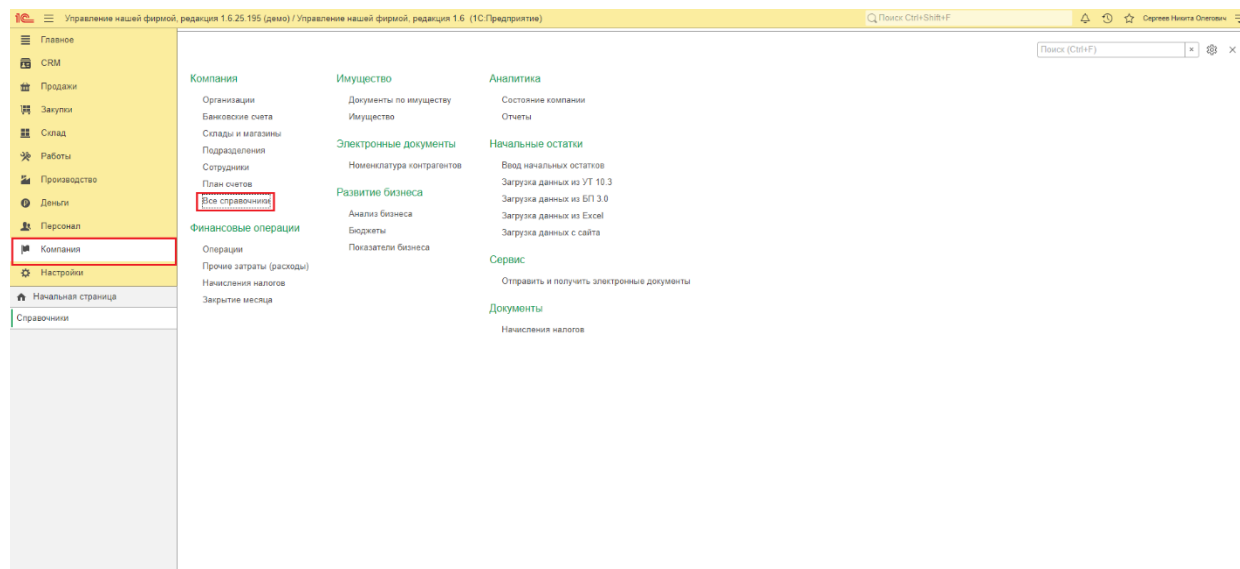 1С Управление нашей фирмой, редакция 1.6.25.195 (демо) / Управление нашей фирмой, редакция 1.6 (1С:Предприятие)
Поиск Ctrl+Shift+F
Сергеев Никита Олегович
Главное
CRM
Продажи
Закупки
Склад
Работы
Производство
Деньги
Персонал
Компания
Настройки
Начальная страница
Справочники
Поиск (Ctrl+F)
Компания
Организации
Банковские счета
Склады и магазины
Подразделения
Сотрудники
План счетов
Все справочники
Финансовые операции
Операции
Прочие затраты (расходы)
Начисления налогов
Закрытие месяца
Имущество
Документы по имуществу
Имущество
Электронные документы
Номенклатура контрагентов
Развитие бизнеса
Анализ бизнеса
Бюджеты
Показатели бизнеса
Аналитика
Состояние компании
Отчеты
Начальные остатки
Ввод начальных остатков
Загрузка данных из УТ 10.3
Загрузка данных из БП 3.0
Загрузка данных из Excel
Загрузка данных с сайта
Сервис
Отправить и получить электронные документы
Документы
Начисления налогов